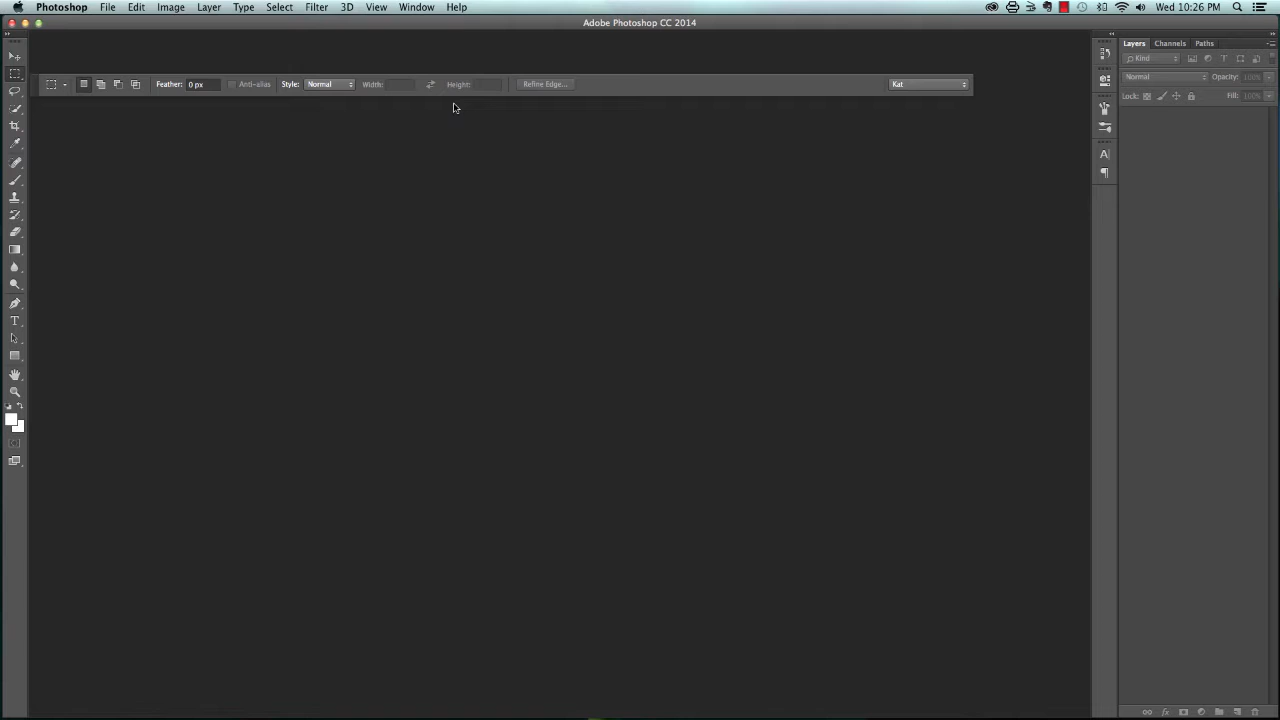 Photoshop File Edit Image Layer Type Select Filter 3D View Window Help Wed 10:26 PM
Adobe Photoshop CC 2014
Layers Channels Paths
Kind
Feather: 0 px Anti-alias Style: Normal Width: Height: Refine Edge... Kat
Normal Opacity: 100%
Lock: Fill: 100%